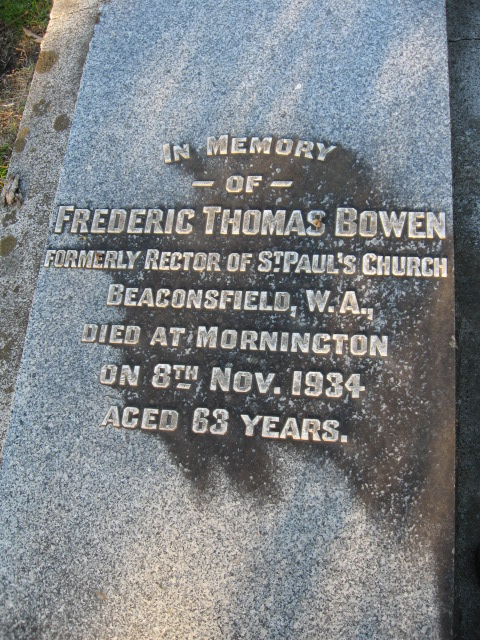 IN MEMORY
— OF —
FREDERIC THOMAS BOWEN
FORMERLY RECTOR OF ST PAUL'S CHURCH
BEACONSFIELD, W.A.,
DIED AT MORNINGTON
ON 8TH NOV. 1934
AGED 63 YEARS.